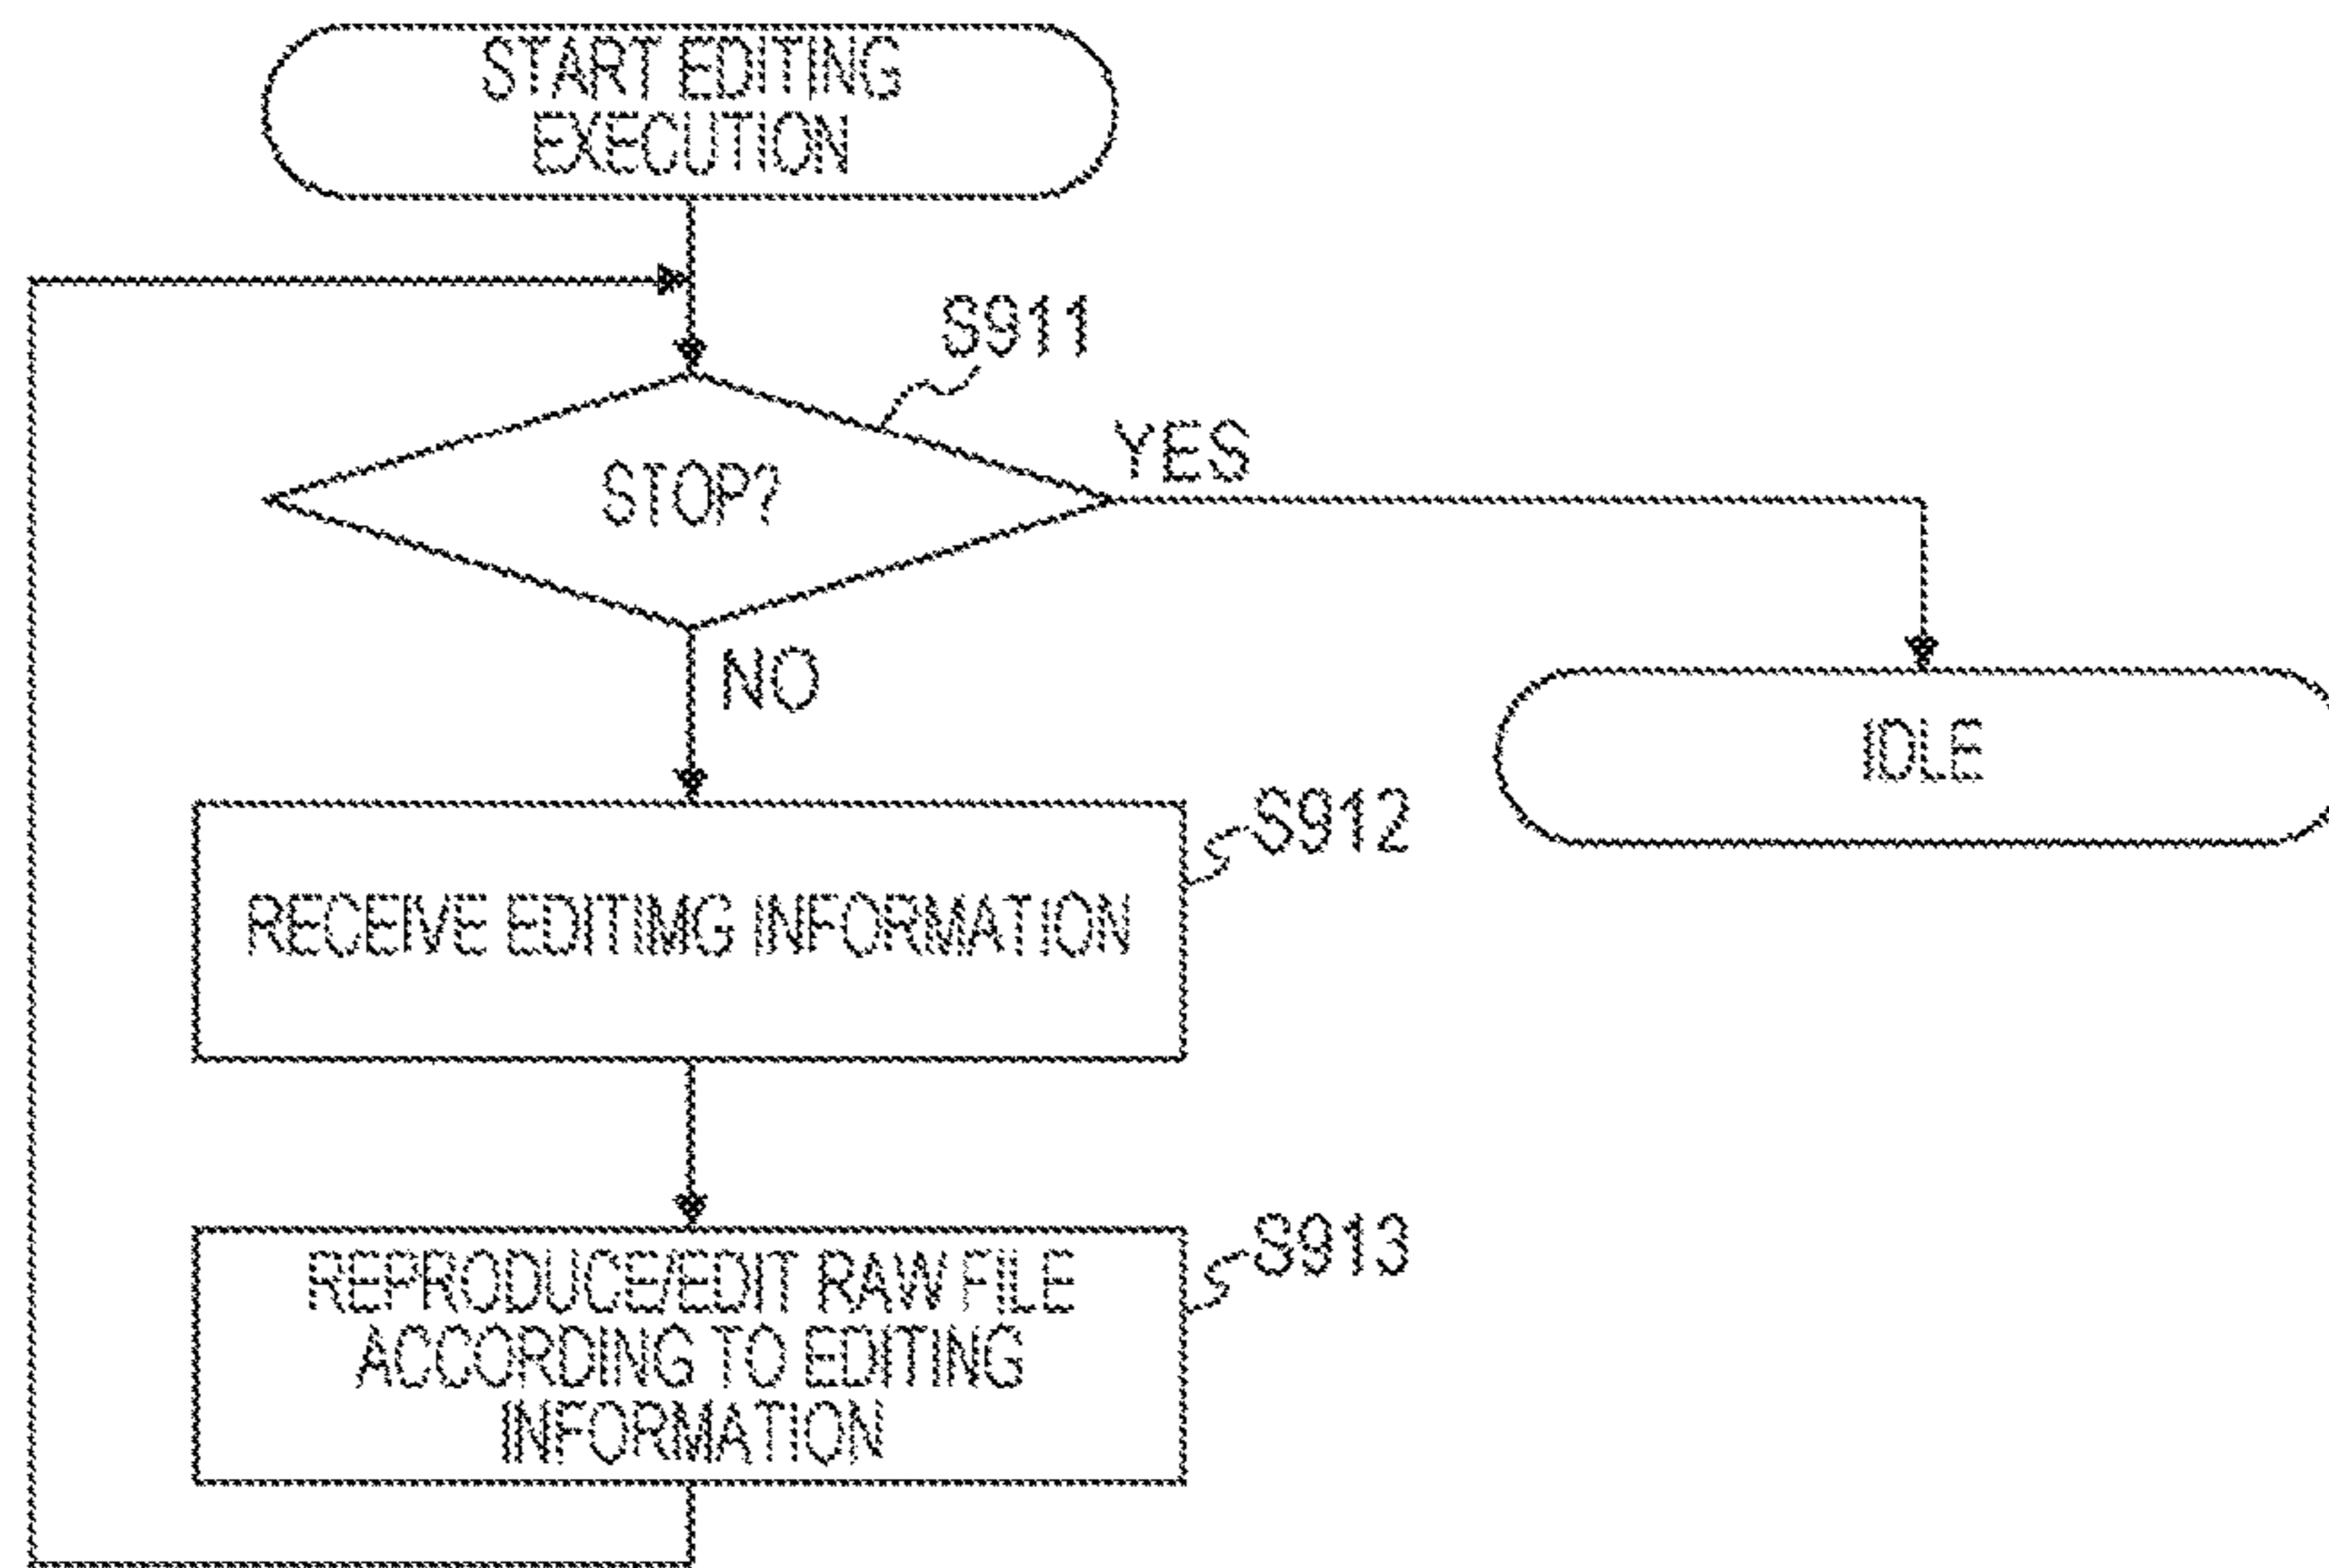 START EDITING
EXECUTION
S911
YES
STOP?
NO
IDLE
S912
RECEIVE EDITIMG INFORMATION
S913
REPRODUCE/EDIT RAW FILE
ACCORDING TO EDITING
INFORMATION